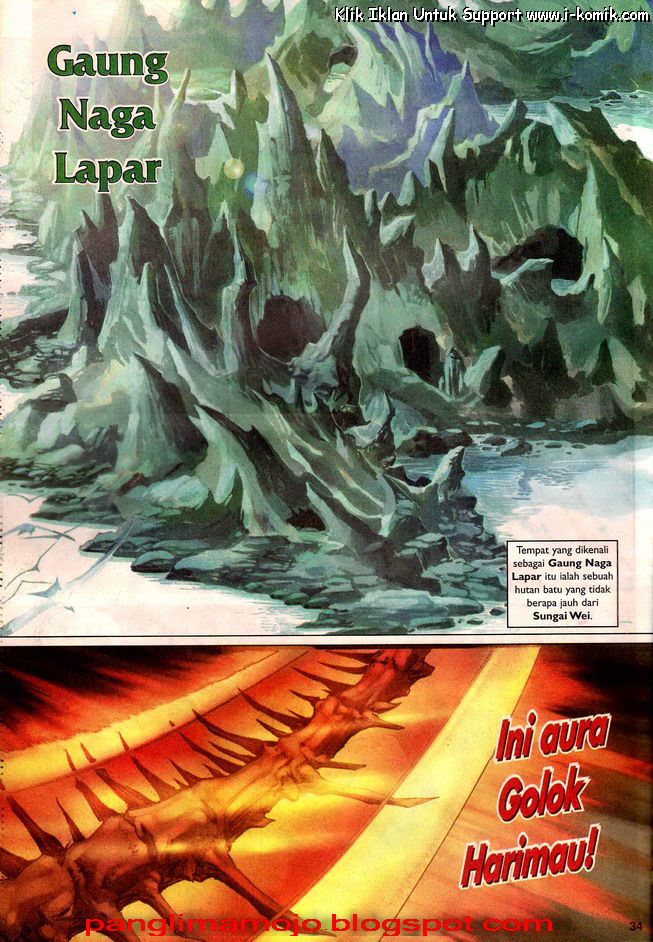 Klik Iklan Untuk Support www.i-komik.com
Gaung
Naga
Lapar
Tempat yang dikenali
sebagai Gaung Naga
Lapar itu ialah sebuah
hutan batu yang tidak
berapa jauh dari
Sungai Wei.
Ini aura
Golok
Harimau!
panglimamojo.blogspot.com
34